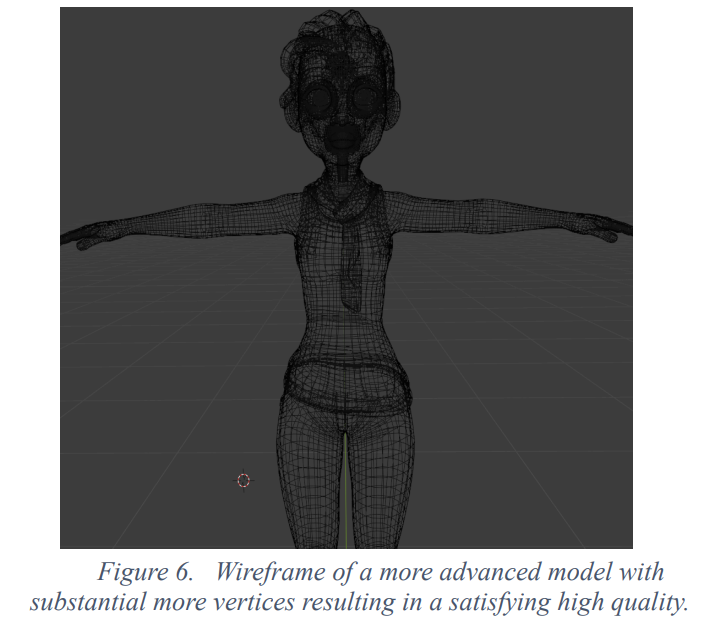 Figure 6. Wireframe of a more advanced model with
substantial more vertices resulting in a satisfying high quality.